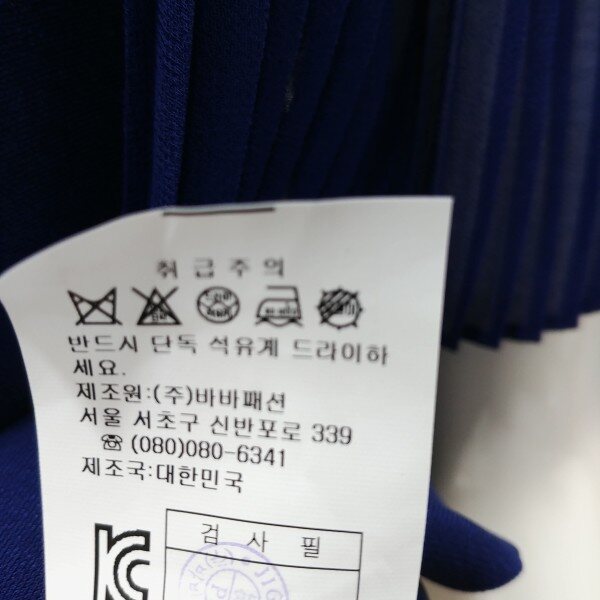 취급주의
반드시 단독 석유계 드라이하
세요.
제조원:(주)바바패션
서울 서초구 신반포로 339
☏ (080)080-6341
제조국:대한민국
검 사 필